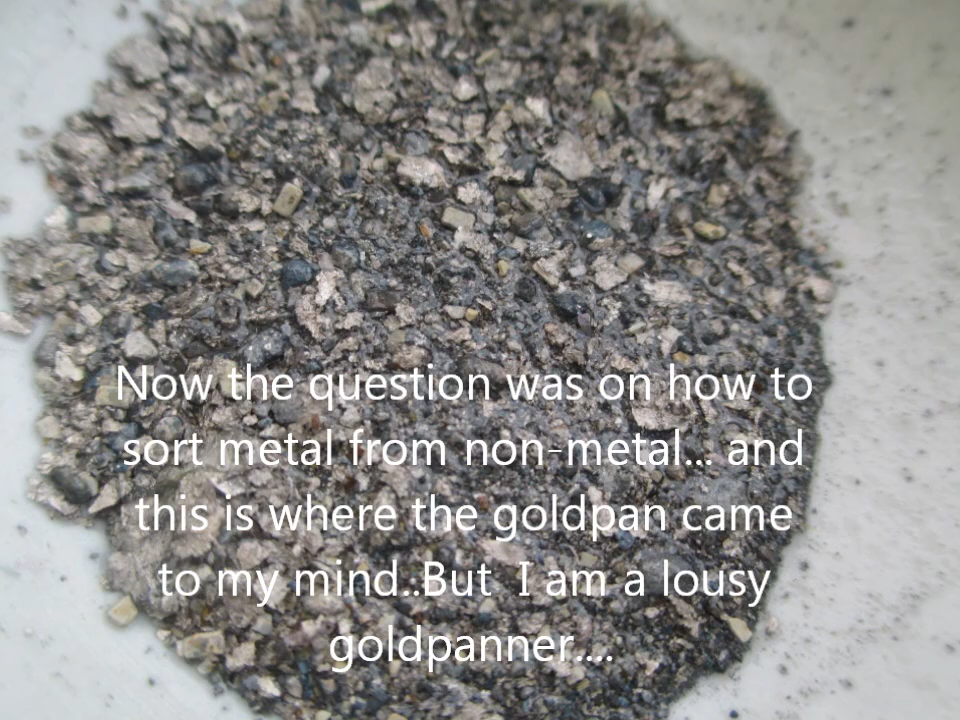 Now the question was on how to
sort metal from non-metal... and
this is where the goldpan came
to my mind..But  I am a lousy
goldpanner....